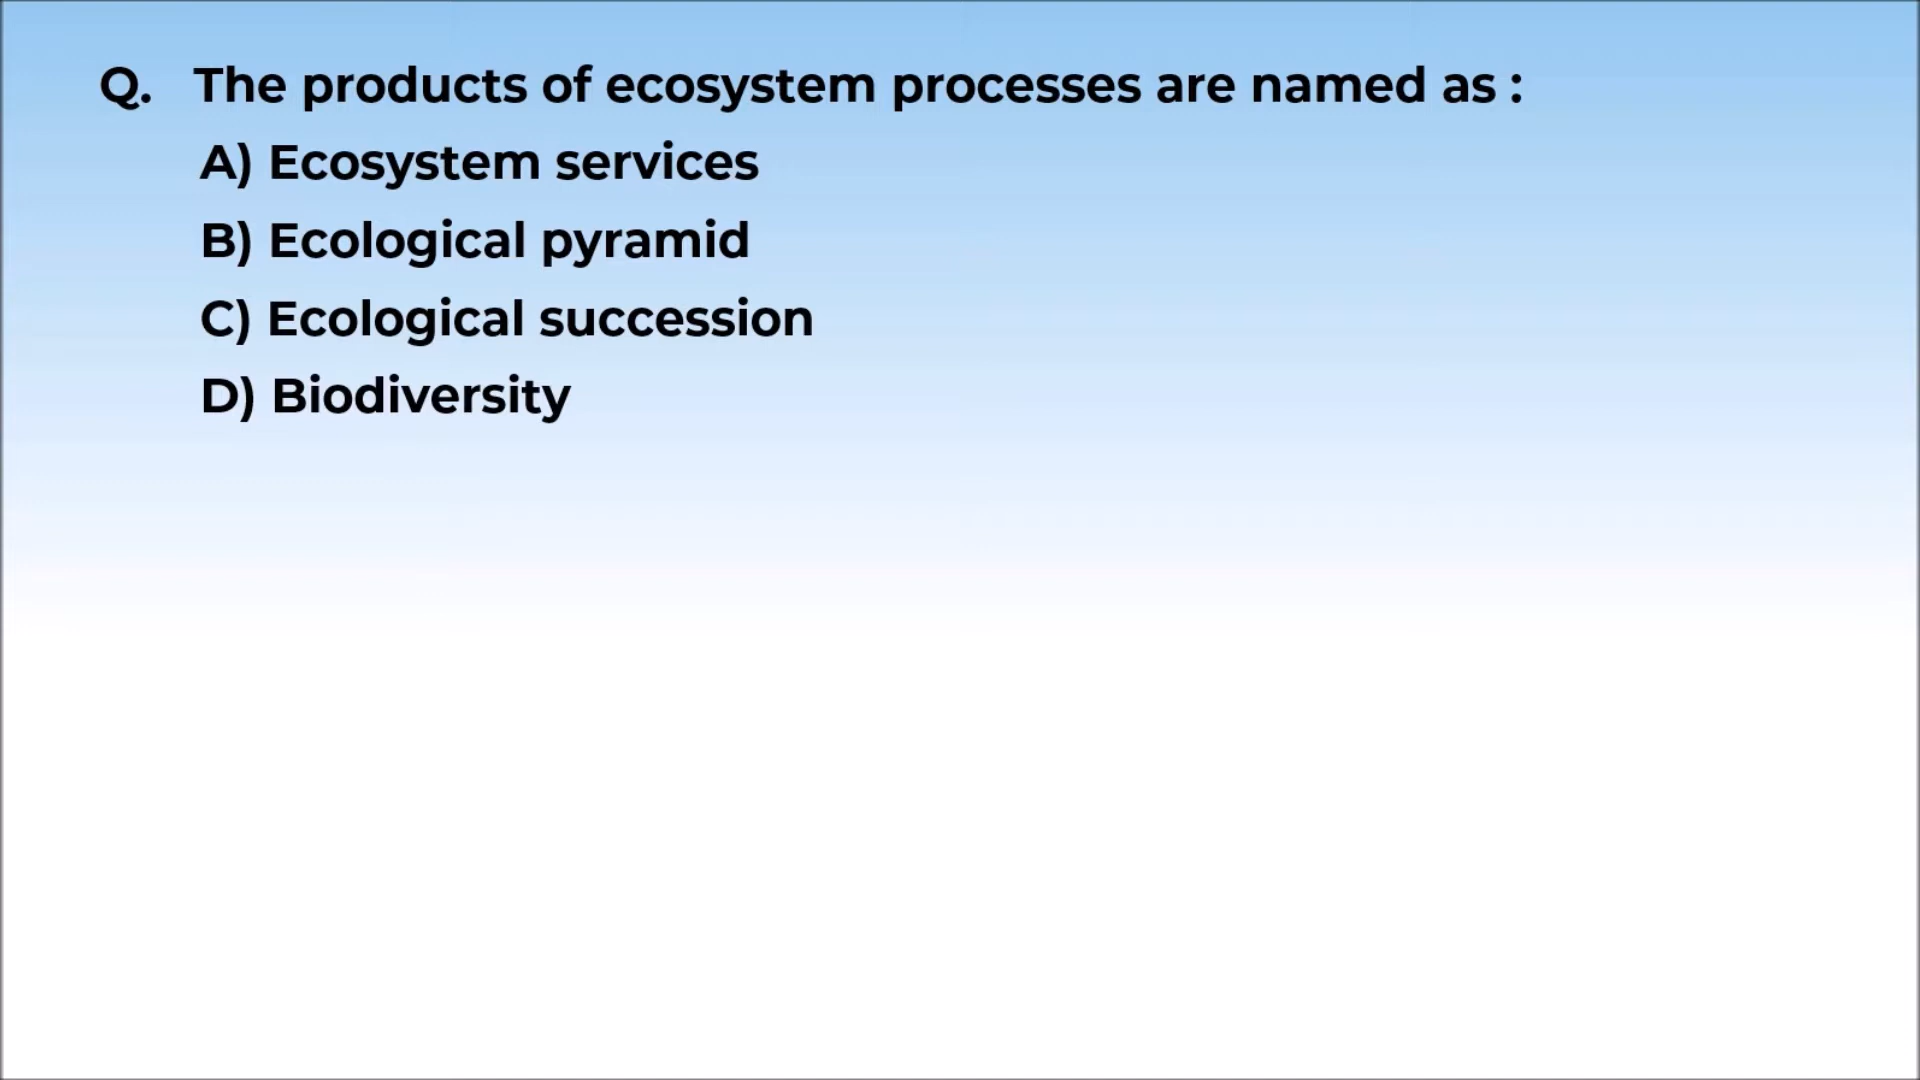 Q. The products of ecosystem processes are named as :
A) Ecosystem services
B) Ecological pyramid
C) Ecological succession
D) Biodiversity